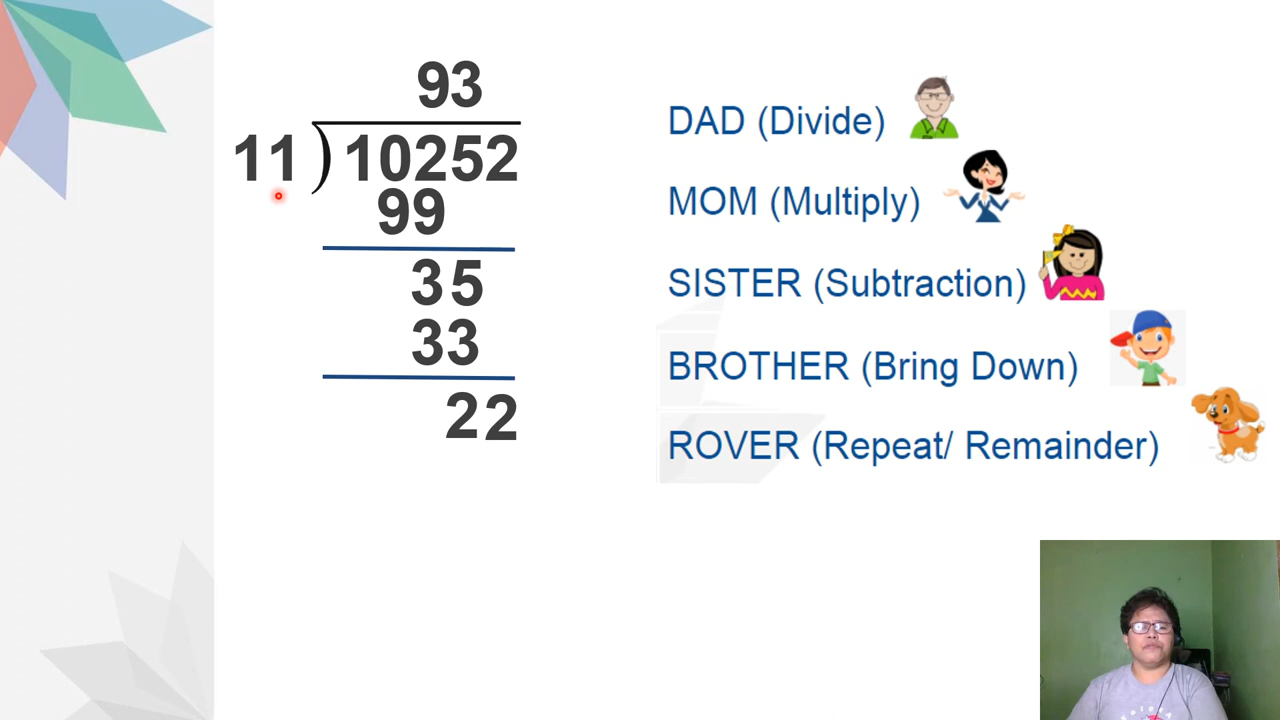 93
11 ) 10252
99
35
33
22
DAD (Divide)
MOM (Multiply)
SISTER (Subtraction)
BROTHER (Bring Down)
ROVER (Repeat/ Remainder)